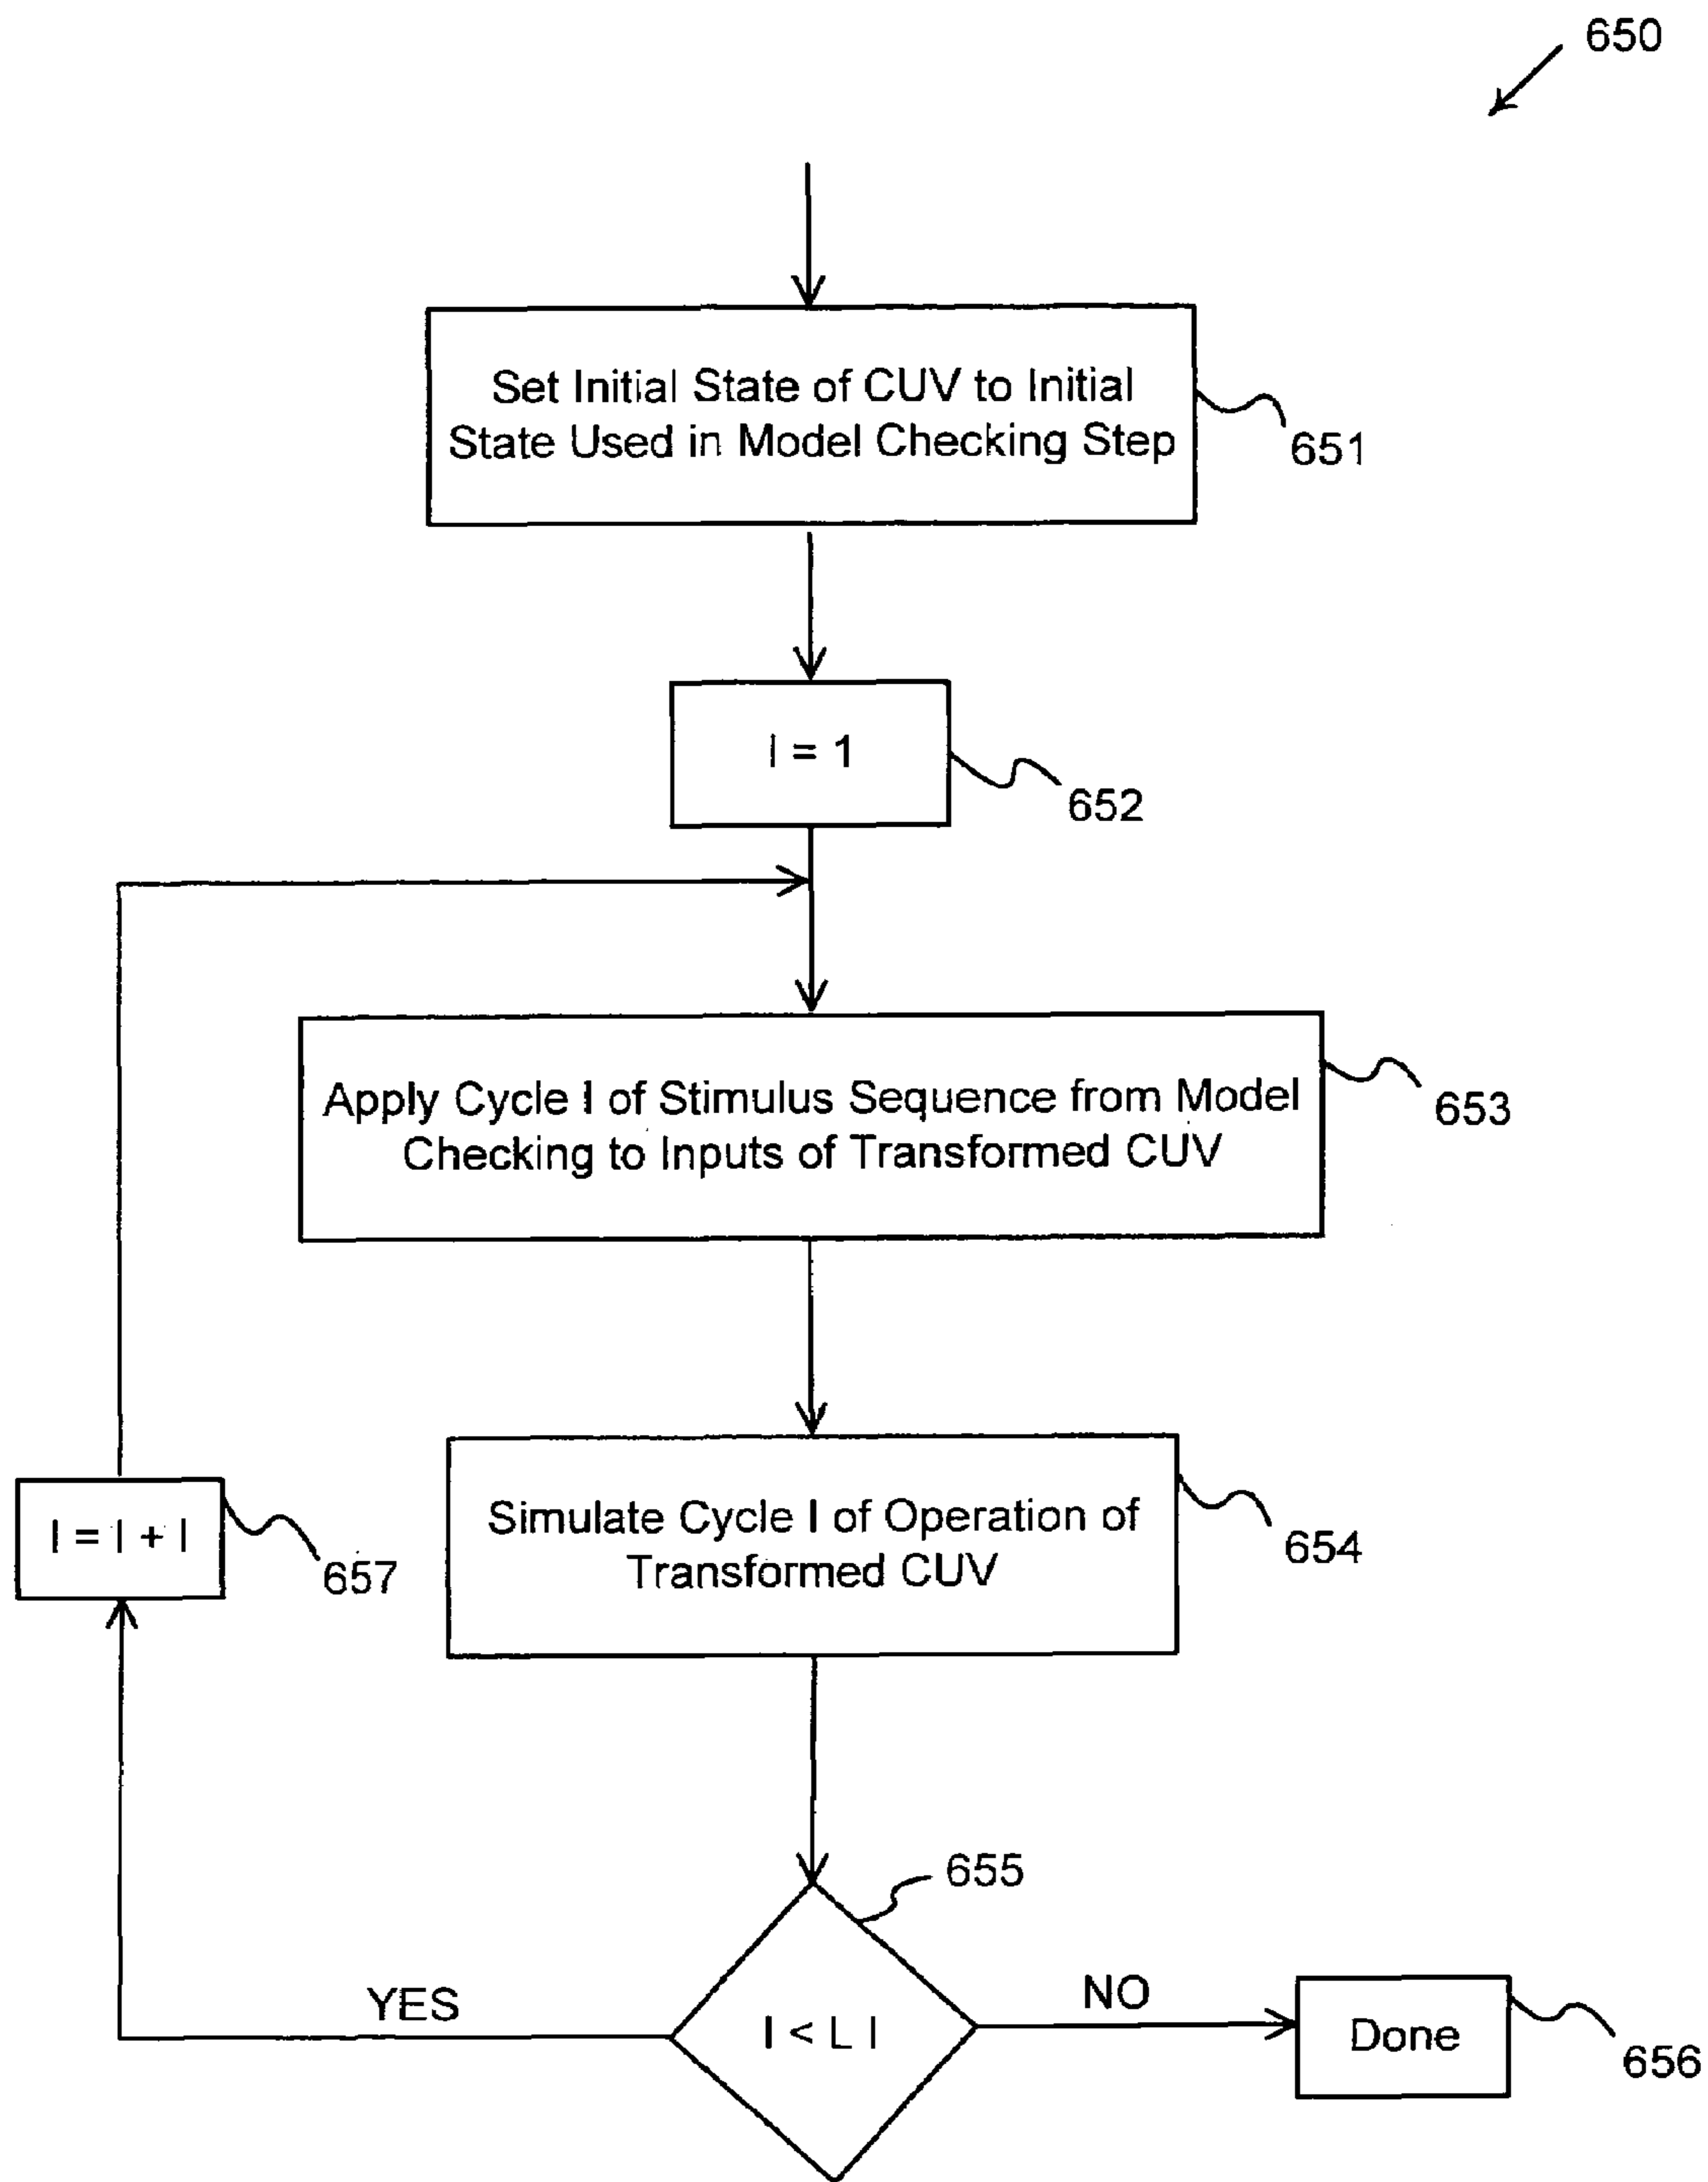 650
Set Initial State of CUV to Initial
State Used in Model Checking Step
651
I = 1
652
Apply Cycle I of Stimulus Sequence from Model
Checking to Inputs of Transformed CUV
653
Simulate Cycle I of Operation of
Transformed CUV
654
I = I + I
657
655
I < L I
YES
NO
Done
656